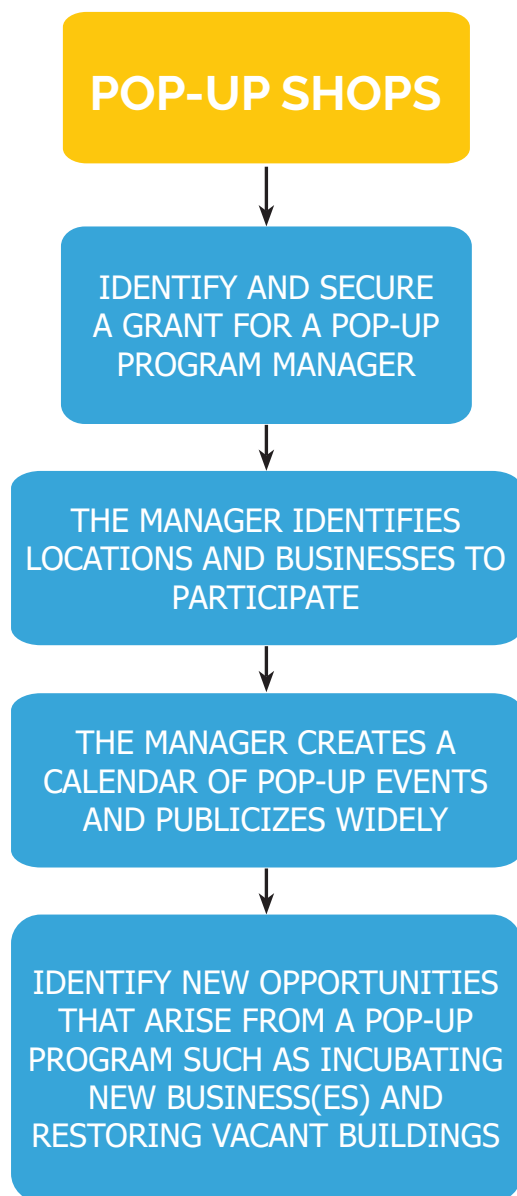 POP-UP SHOPS
IDENTIFY AND SECURE
A GRANT FOR A POP-UP
PROGRAM MANAGER
THE MANAGER IDENTIFIES
LOCATIONS AND BUSINESSES TO
PARTICIPATE
THE MANAGER CREATES A
CALENDAR OF POP-UP EVENTS
AND PUBLICIZES WIDELY
IDENTIFY NEW OPPORTUNITIES
THAT ARISE FROM A POP-UP
PROGRAM SUCH AS INCUBATING
NEW BUSINESS(ES) AND
RESTORING VACANT BUILDINGS